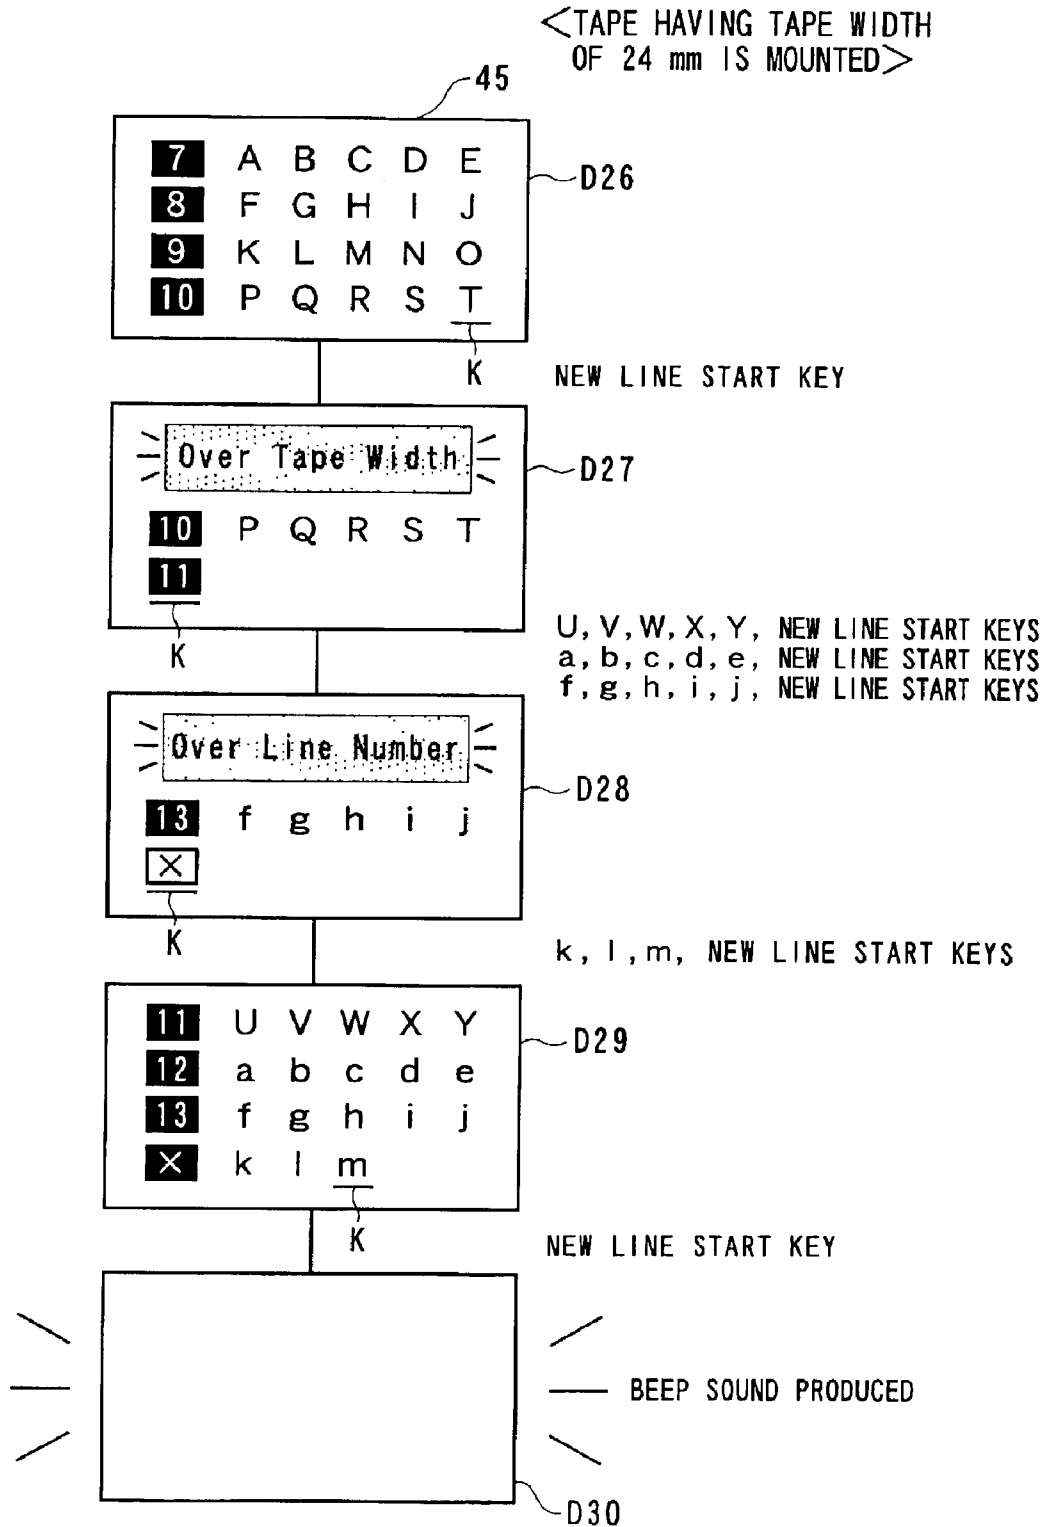 <TAPE HAVING TAPE WIDTH
OF 24 mm IS MOUNTED>
45
7 A B C D E
D26
8 F G H I J
9 K L M N O
10 P Q R S T
K
NEW LINE START KEY
Over Tape Width
D27
10 P Q R S T
11
K
U, V, W, X, Y, NEW LINE START KEYS
a, b, c, d, e, NEW LINE START KEYS
f, g, h, i, j, NEW LINE START KEYS
Over Line Number
D28
13 f g h i j
X
K
k, l, m, NEW LINE START KEYS
11 U V W X Y
D29
12 a b c d e
13 f g h i j
X k l m
K
NEW LINE START KEY
BEEP SOUND PRODUCED
D30